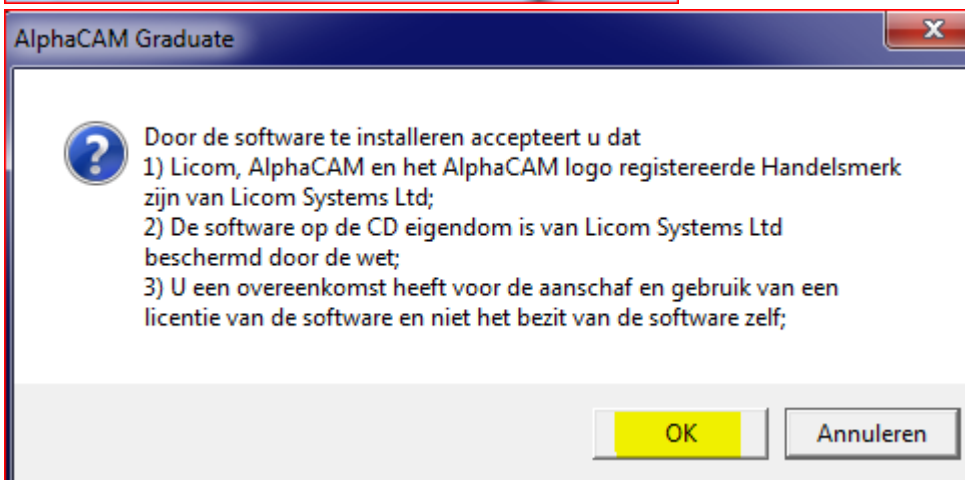 AlphaCAM Graduate
Door de software te installeren accepteert u dat
1) Licom, AlphaCAM en het AlphaCAM logo registereerde Handelsmerk
zijn van Licom Systems Ltd;
2) De software op de CD eigendom is van Licom Systems Ltd
beschermd door de wet;
3) U een overeenkomst heeft voor de aanschaf en gebruik van een
licentie van de software en niet het bezit van de software zelf;
OK
Annuleren